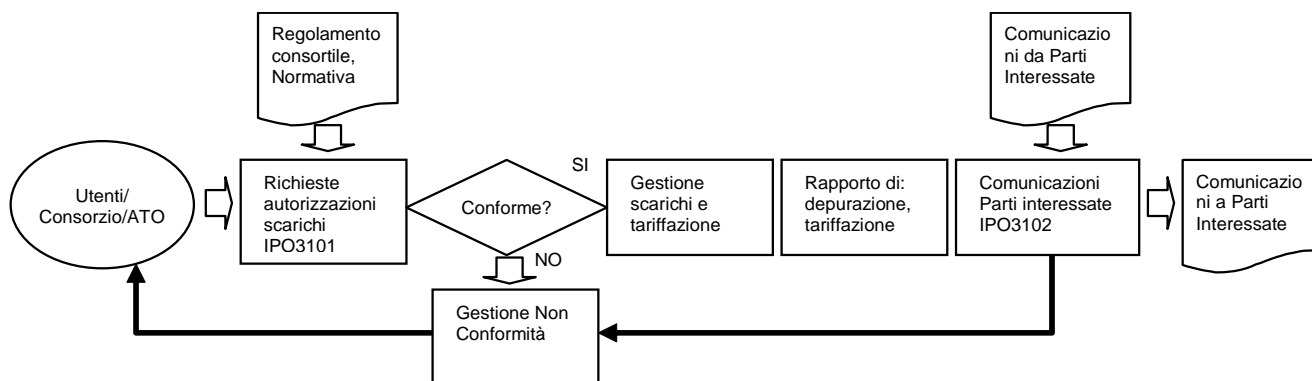 Regolamento
consortile,
Normativa
Comunicazio
ni da Parti
Interessate
Utenti/
Consorzio/ATO
Richieste
autorizzazioni
scarichi
IPO3101
Conforme?
SI
NO
Gestione
scarichi e
tariffazione
Rapporto di:
depurazione,
tariffazione
Comunicazioni
Parti interessate
IPO3102
Comunicazio
ni a Parti
Interessate
Gestione Non
Conformità